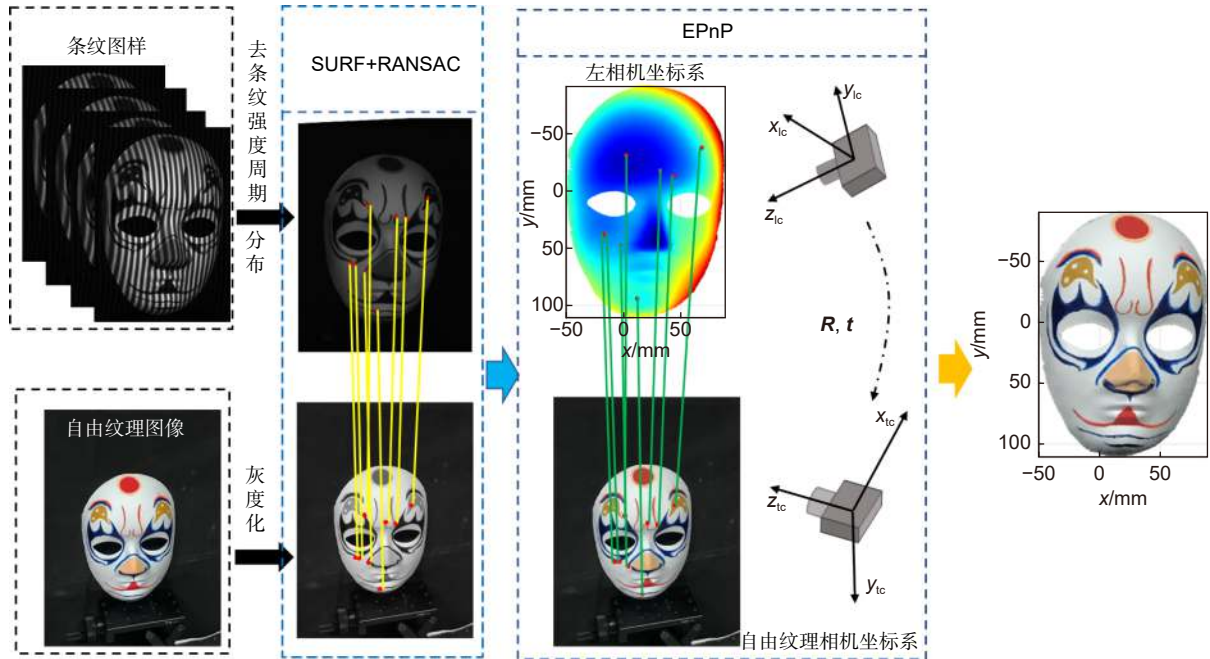 条纹图样
去条纹强度周期分布
SURF+RANSAC
EPnP
左相机坐标系
y/mm
−50
0
50
100
−50
0
50
x/mm
y_lc
x_lc
z_lc
R, t
自由纹理图像
灰度化
x_tc
z_tc
y_tc
自由纹理相机坐标系
y/mm
−50
0
50
100
−50
0
50
x/mm